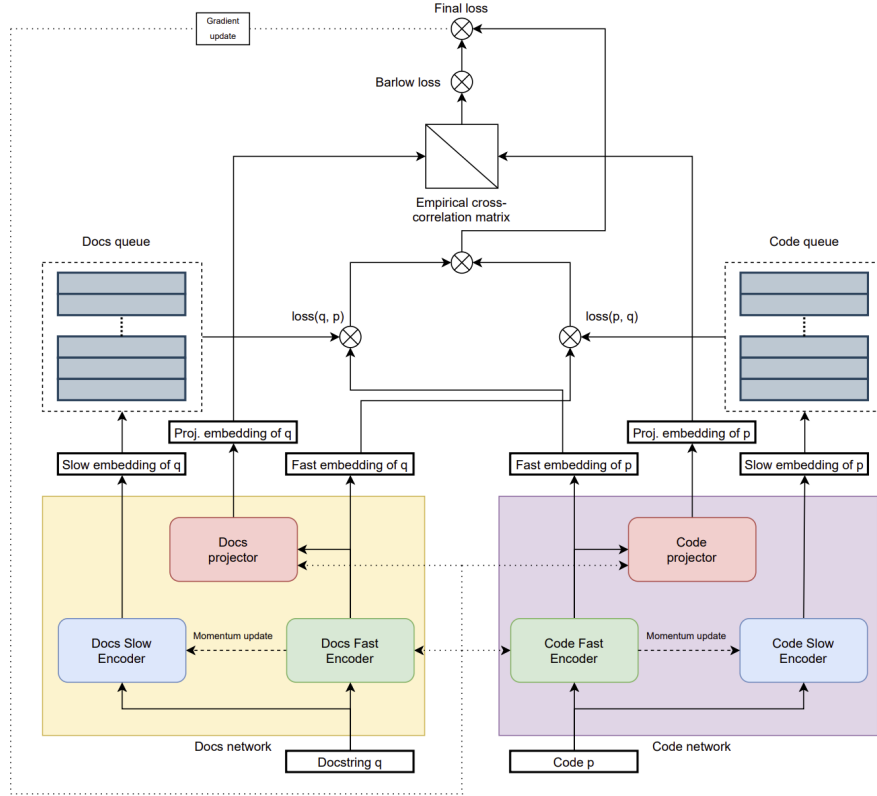 Final loss
Gradient
update
Barlow loss
Empirical cross-
correlation matrix
Docs queue
Code queue
loss(q, p)
loss(p, q)
Proj. embedding of q
Proj. embedding of p
Slow embedding of q
Fast embedding of q
Fast embedding of p
Slow embedding of p
Docs
projector
Code
projector
Docs Slow
Encoder
Momentum update
Docs Fast
Encoder
Code Fast
Encoder
Momentum update
Code Slow
Encoder
Docs network
Code network
Docstring q
Code p